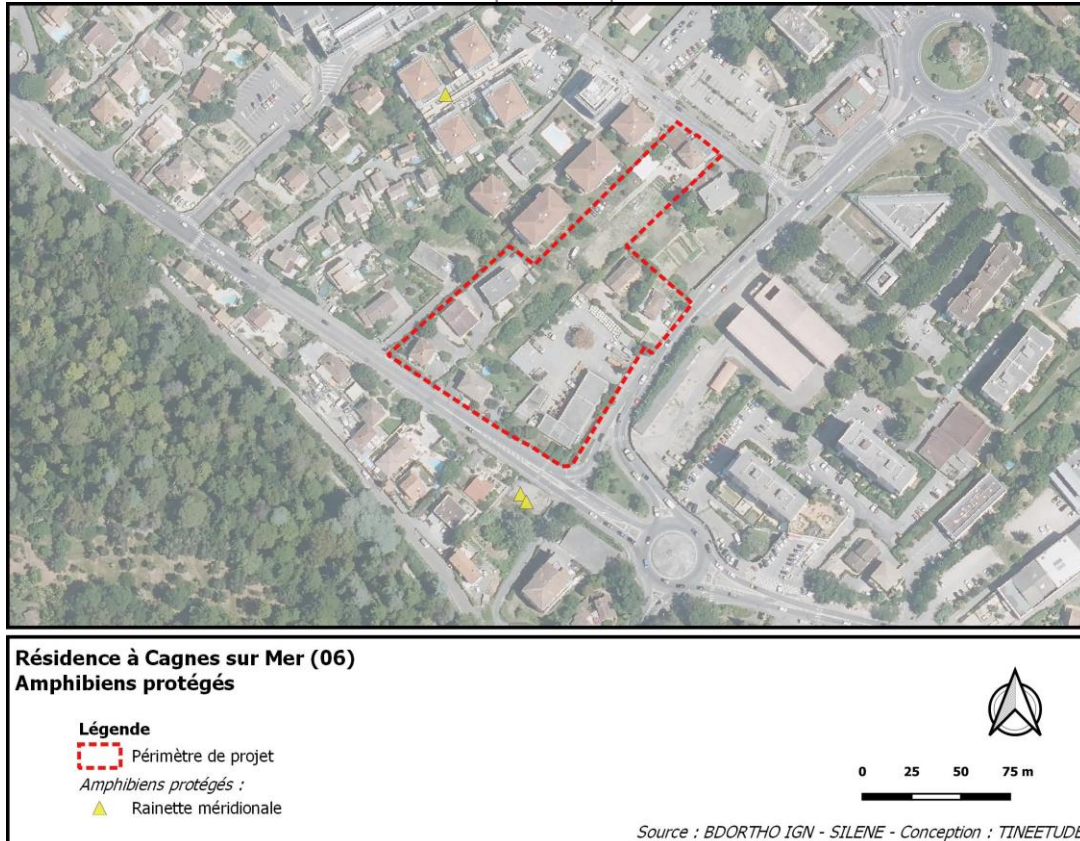 Résidence à Cagnes sur Mer (06)
Amphibiens protégés
Légende
Périmètre de projet
Amphibiens protégés :
Rainette méridionale
0 25 50 75 m
Source : BDORTHO IGN - SILENE - Conception : TINEETUDE